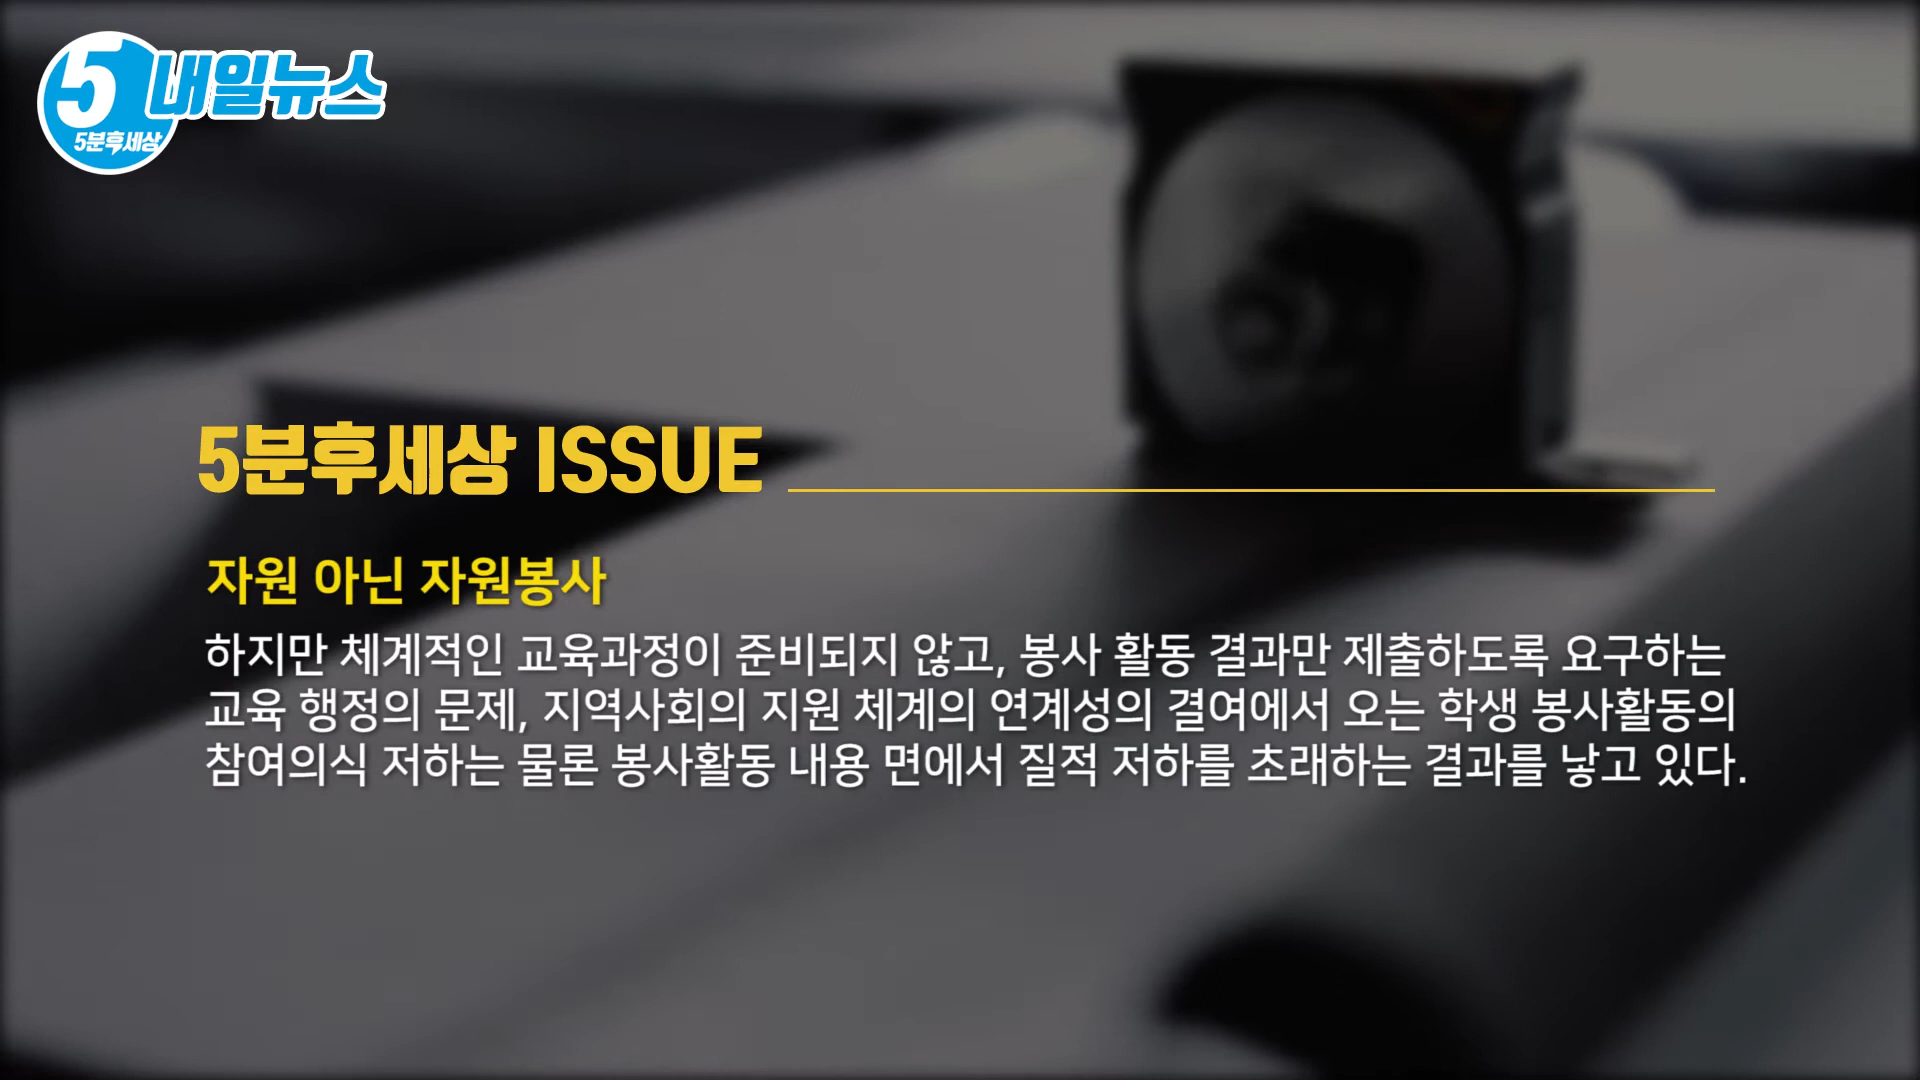 5 내일뉴스
5분후세상
5분후세상 ISSUE
자원 아닌 자원봉사
하지만 체계적인 교육과정이 준비되지 않고, 봉사 활동 결과만 제출하도록 요구하는
교육 행정의 문제, 지역사회의 지원 체계의 연계성의 결여에서 오는 학생 봉사활동의
참여의식 저하는 물론 봉사활동 내용 면에서 질적 저하를 초래하는 결과를 낳고 있다.